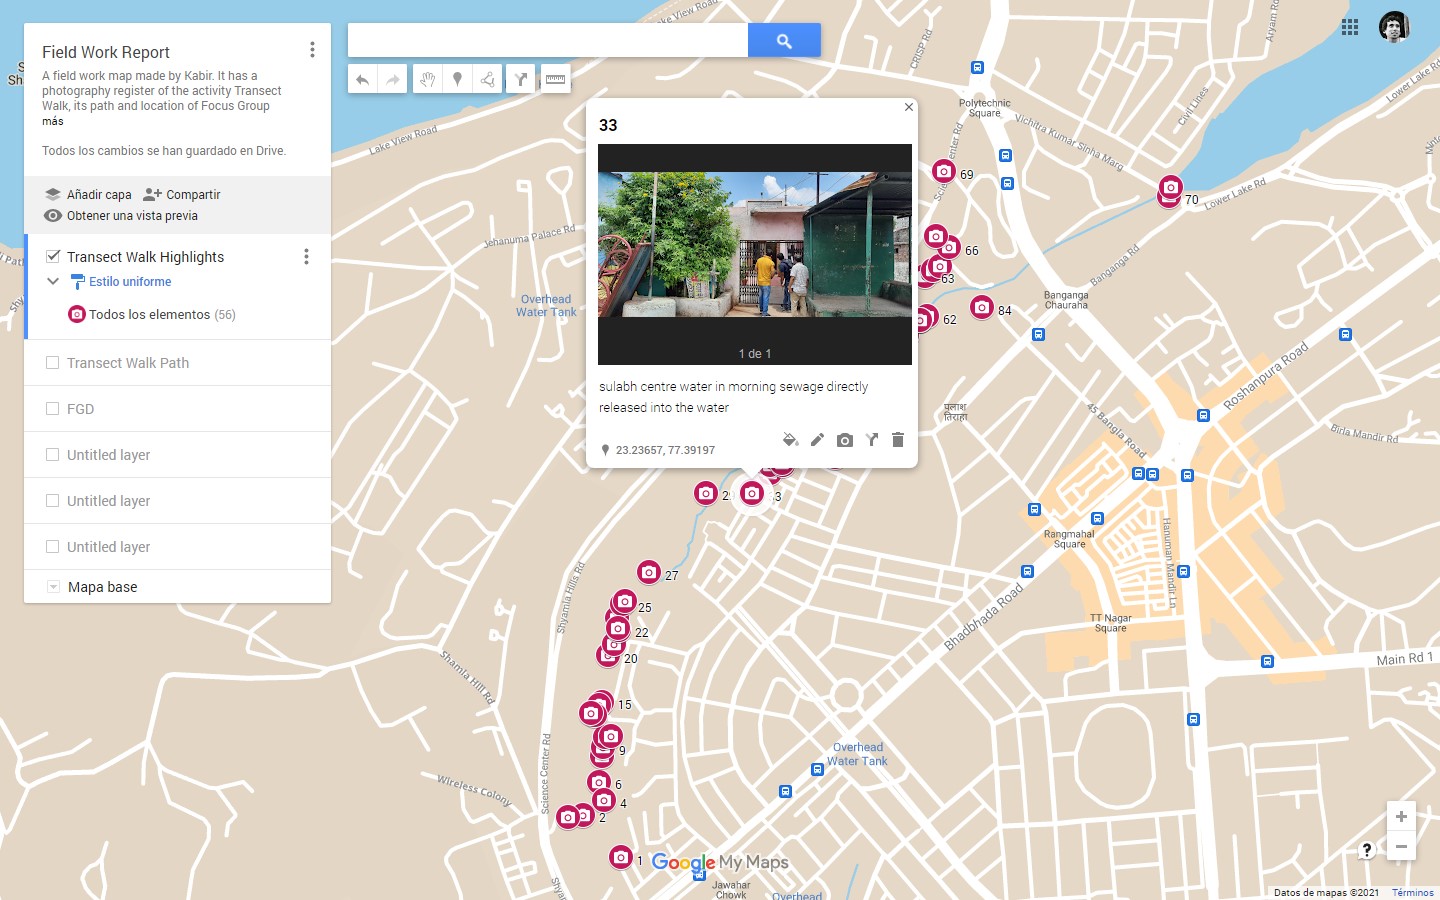 Field Work Report
A field work map made by Kabir. It has a
photography register of the activity Transect
Walk, its path and location of Focus Group
más
Todos los cambios se han guardado en Drive.
Añadir capa
Compartir
Obtener una vista previa
Transect Walk Highlights
Estilo uniforme
Todos los elementos (56)
Transect Walk Path
FGD
Untitled layer
Untitled layer
Untitled layer
Mapa base
33
1 de 1
sulabh centre water in morning sewage directly
released into the water
23.23657, 77.39197
Lake View Road
CRISP Rd
Aryam Rd
Polytechnic
Square
Civil Lines
Lower Lake Rd
Vichitra Kumar Sinha Marg
69
70
Lower Lake Rd
Jehanuma Palace Rd
66
63
Banganga Rd
Banganga
Chauraha
Overhead
Water Tank
62
84
Roshanpura Road
पलाश
तिराहा
45 Bangla Road
Birla Mandir Rd
Rangmahal
Square
Hanuman Mandir Ln
27
25
22
20
Shyamla Hills Rd
Bhadbhada Road
TT Nagar
Square
Main Rd 1
Shamla Hill Rd
15
9
6
4
2
1
Science Center Rd
Wireless Colony
Overhead
Water Tank
Google My Maps
Jawahar
Chowk
Overhead
Datos de mapas ©2021
Términos